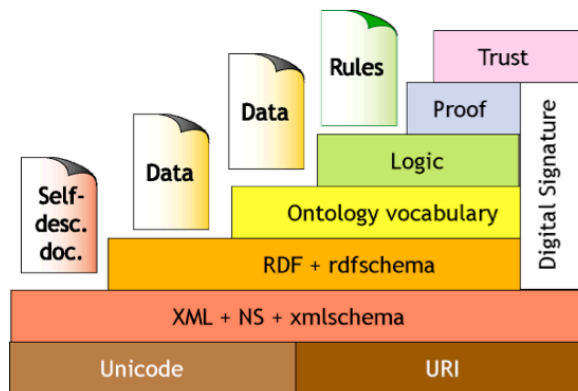 Rules
Trust
Data
Proof
Data
Logic
Self-
desc.
doc.
Ontology vocabulary
Digital Signature
RDF + rdfschema
XML + NS + xmlschema
Unicode
URI